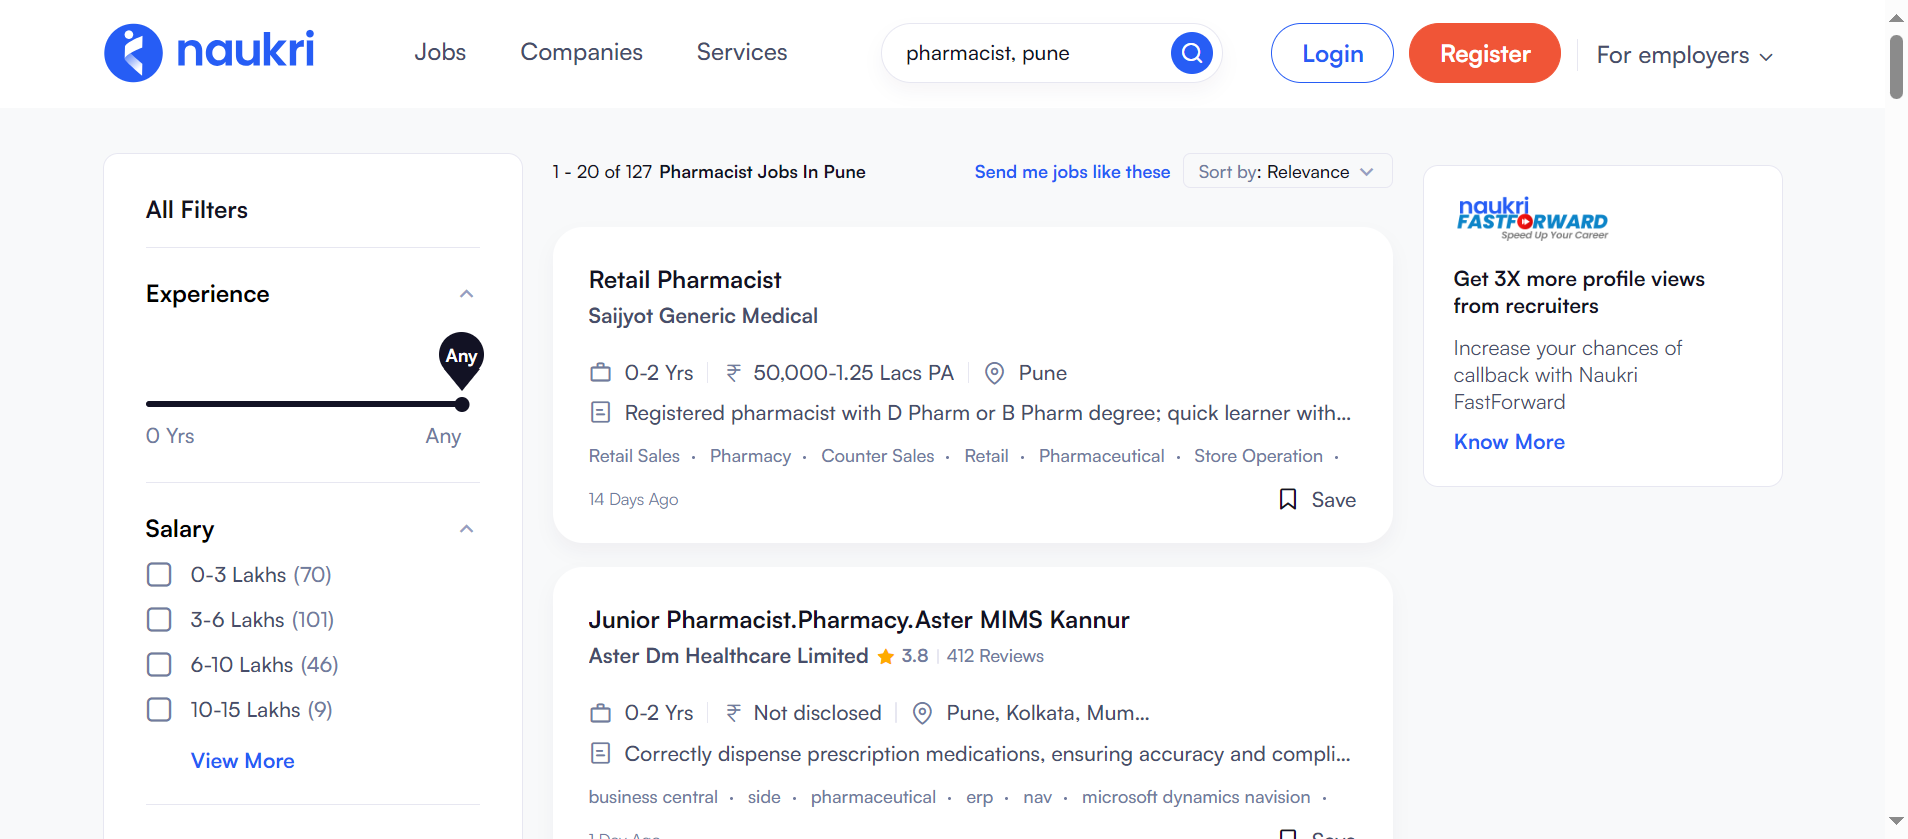 naukri
Jobs
Companies
Services
pharmacist, pune
Login
Register
For employers
All Filters
Experience
Any
0 Yrs
Any
Salary
0-3 Lakhs (70)
3-6 Lakhs (101)
6-10 Lakhs (46)
10-15 Lakhs (9)
View More
1 - 20 of 127 Pharmacist Jobs In Pune
Send me jobs like these
Sort by: Relevance
Retail Pharmacist
Saijyot Generic Medical
0-2 Yrs
₹ 50,000-1.25 Lacs PA
Pune
Registered pharmacist with D Pharm or B Pharm degree; quick learner with...
Retail Sales · Pharmacy · Counter Sales · Retail · Pharmaceutical · Store Operation ·
14 Days Ago
Save
Junior Pharmacist.Pharmacy.Aster MIMS Kannur
Aster Dm Healthcare Limited 3.8 | 412 Reviews
0-2 Yrs
₹ Not disclosed
Pune, Kolkata, Mum...
Correctly dispense prescription medications, ensuring accuracy and compli...
business central · side · pharmaceutical · erp · nav · microsoft dynamics navision ·
1 Day Ago
Save
naukri
FASTFORWARD
Speed Up Your Career
Get 3X more profile views
from recruiters
Increase your chances of
callback with Naukri
FastForward
Know More